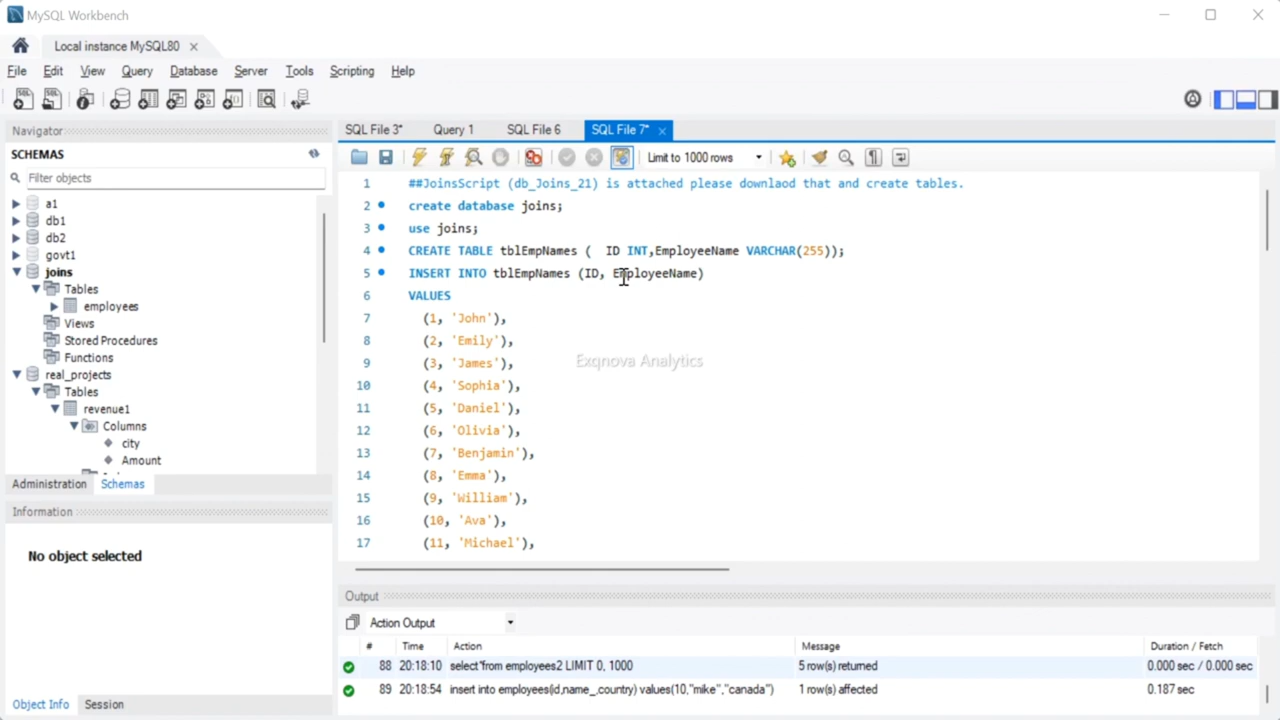 MySQL Workbench
Local instance MySQL80
File Edit View Query Database Server Tools Scripting Help
Navigator
SCHEMAS
Filter objects
a1
db1
db2
govt1
joins
Tables
employees
Views
Stored Procedures
Functions
real_projects
Tables
revenue1
Columns
city
Amount
Administration Schemas
Information
No object selected
Object Info Session
SQL File 3* Query 1 SQL File 6 SQL File 7*
Limit to 1000 rows
1 ##JoinsScript (db_Joins_21) is attached please downlaod that and create tables.
2 create database joins;
3 use joins;
4 CREATE TABLE tblEmpNames ( ID INT,EmployeeName VARCHAR(255));
5 INSERT INTO tblEmpNames (ID, EmployeeName)
6 VALUES
7 (1, 'John'),
8 (2, 'Emily'),
9 (3, 'James'),
10 (4, 'Sophia'),
11 (5, 'Daniel'),
12 (6, 'Olivia'),
13 (7, 'Benjamin'),
14 (8, 'Emma'),
15 (9, 'William'),
16 (10, 'Ava'),
17 (11, 'Michael'),
Exqnova Analytics
Output
Action Output
# Time Action Message Duration / Fetch
88 20:18:10 select*from employees2 LIMIT 0, 1000 5 row(s) returned 0.000 sec / 0.000 sec
89 20:18:54 insert into employees(id,name_,country) values(10,"mike","canada") 1 row(s) affected 0.187 sec